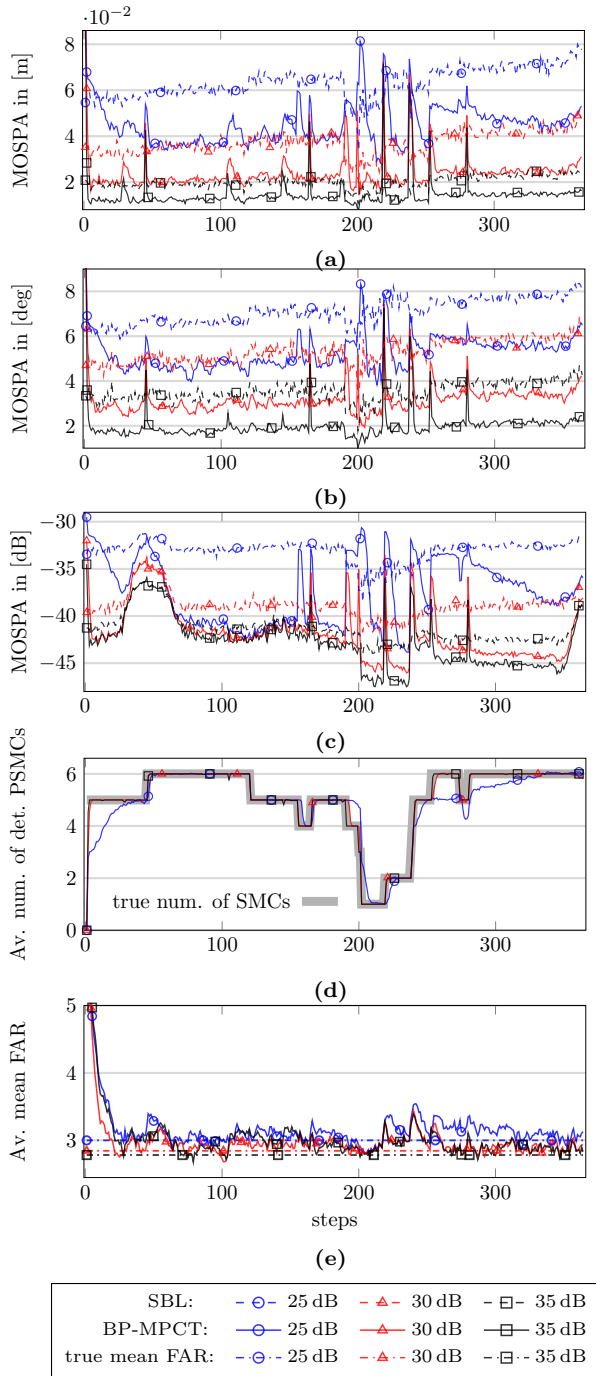 ·10−2
8
6
4
2
MOSPA in [m]
0 100 200 300
(a)
8
6
4
2
MOSPA in [deg]
0 100 200 300
(b)
−30
−35
−40
−45
MOSPA in [dB]
0 100 200 300
(c)
6
4
2
0
Av. num. of det. PSMCs
true num. of SMCs
0 100 200 300
(d)
5
4
3
Av. mean FAR
0 100 200 300
steps
(e)
SBL: 25 dB 30 dB 35 dB
BP-MPCT: 25 dB 30 dB 35 dB
true mean FAR: 25 dB 30 dB 35 dB